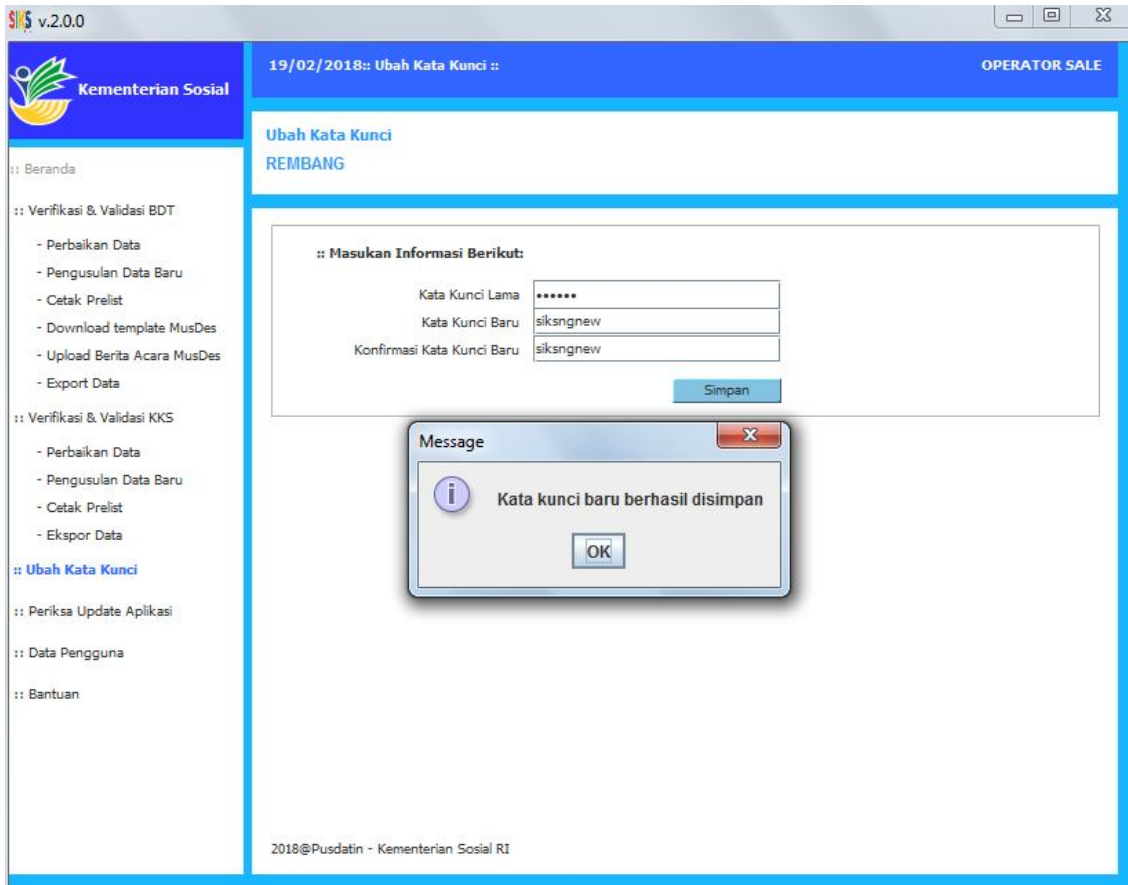 SIKS v.2.0.0
Kementerian Sosial
19/02/2018:: Ubah Kata Kunci ::
OPERATOR SALE
Ubah Kata Kunci
REMBANG
:: Beranda
:: Verifikasi & Validasi BDT
- Perbaikan Data
- Pengusulan Data Baru
- Cetak Prelist
- Download template MusDes
- Upload Berita Acara MusDes
- Export Data
:: Verifikasi & Validasi KKS
- Perbaikan Data
- Pengusulan Data Baru
- Cetak Prelist
- Ekspor Data
:: Ubah Kata Kunci
:: Periksa Update Aplikasi
:: Data Pengguna
:: Bantuan
:: Masukan Informasi Berikut:
Kata Kunci Lama ••••••
Kata Kunci Baru siksngnew
Konfirmasi Kata Kunci Baru siksngnew
Simpan
Message
i
Kata kunci baru berhasil disimpan
OK
2018@Pusdatin - Kementerian Sosial RI